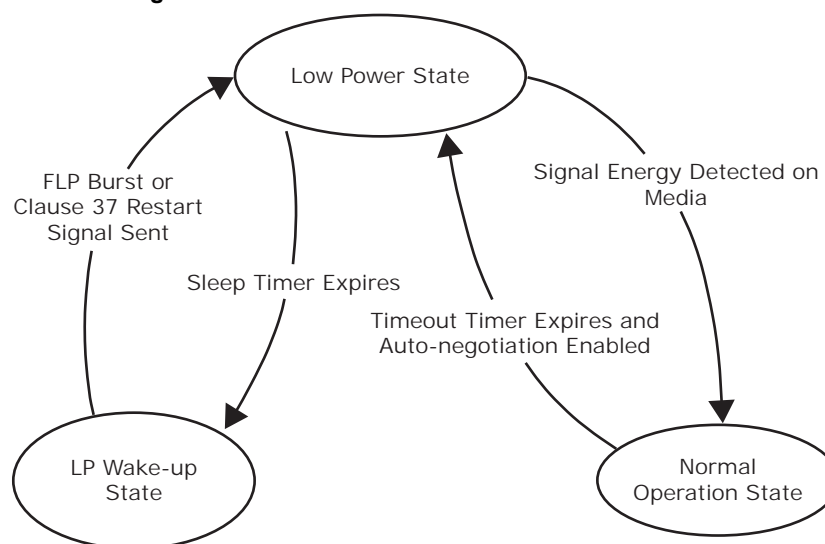 Low Power State
FLP Burst or
Clause 37 Restart
Signal Sent
Signal Energy Detected on
Media
Sleep Timer Expires
Timeout Timer Expires and
Auto-negotiation Enabled
LP Wake-up
State
Normal
Operation State